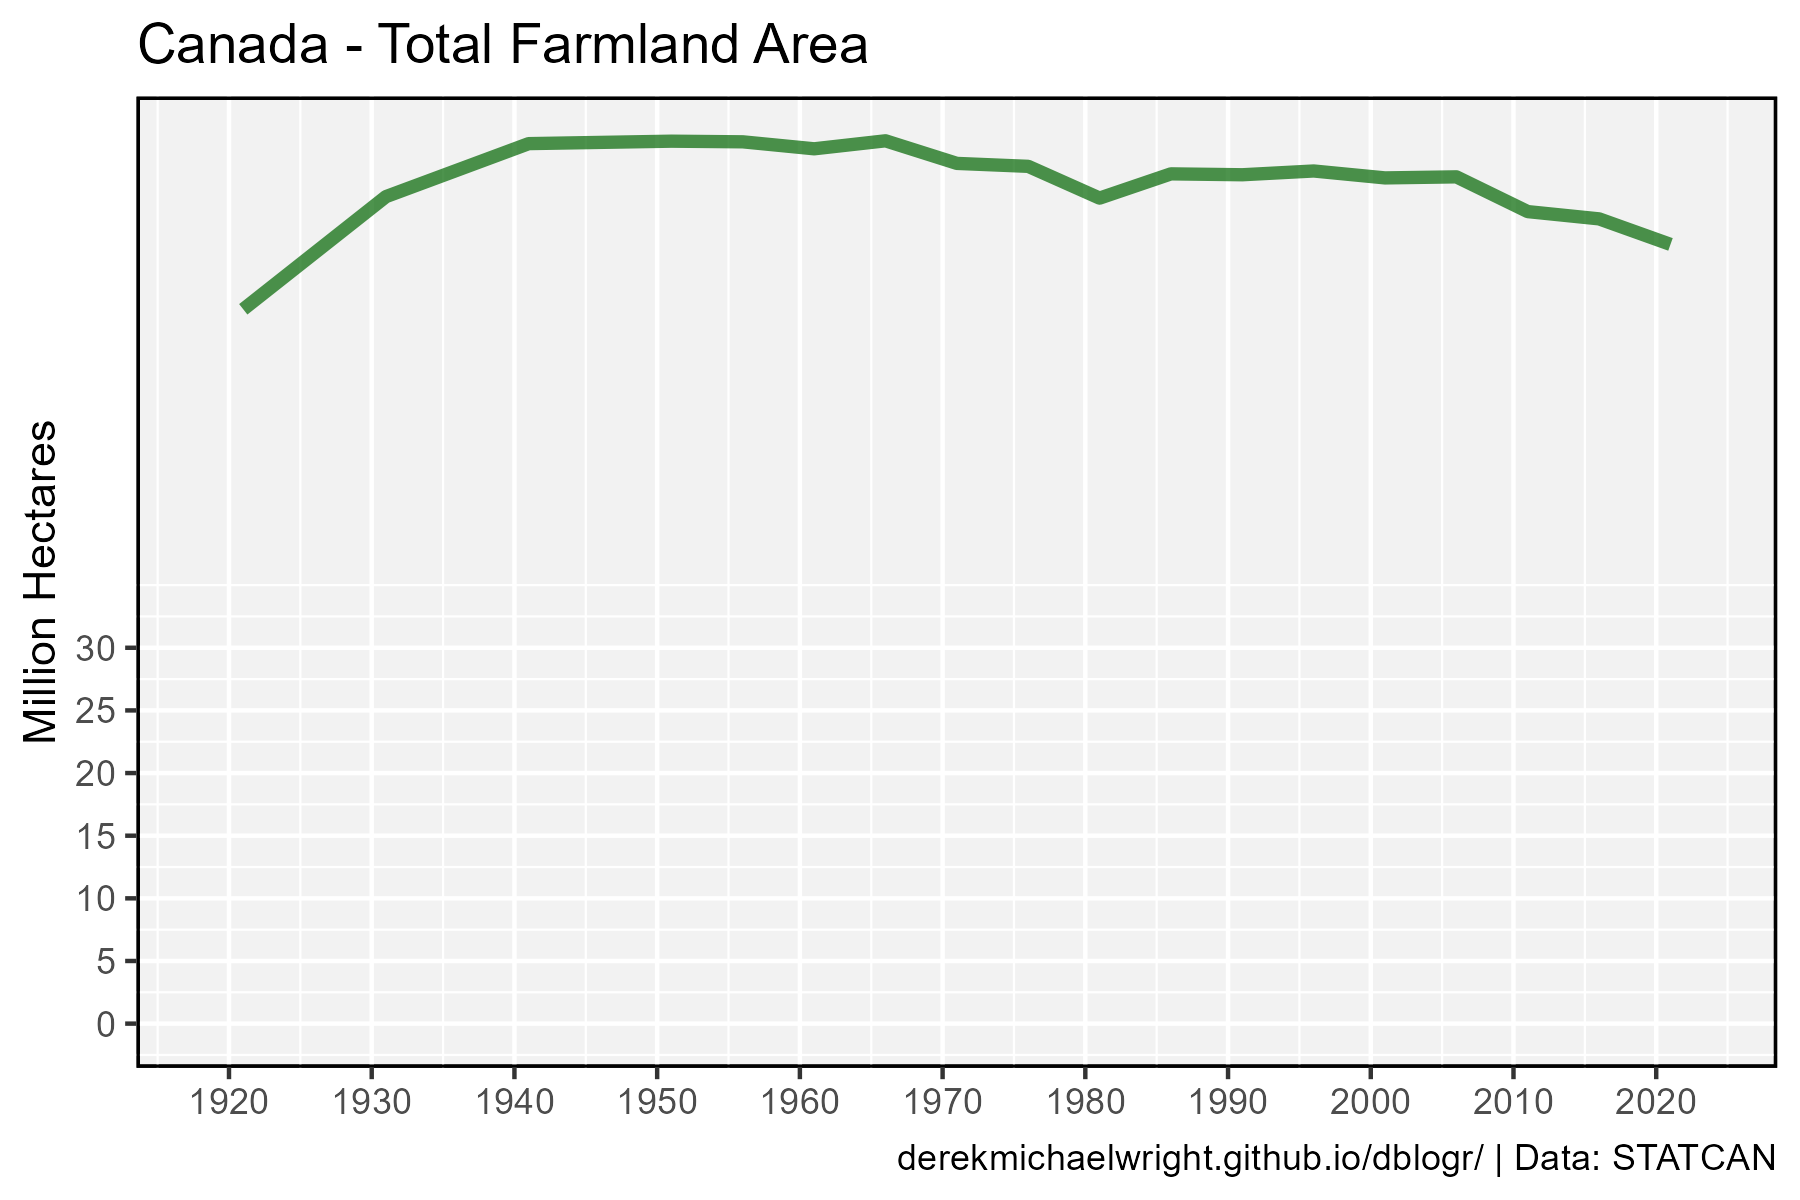 Canada - Total Farmland Area
Million Hectares
30
25
20
15
10
5
0
1920 1930 1940 1950 1960 1970 1980 1990 2000 2010 2020
derekmichaelwright.github.io/dblogr/ | Data: STATCAN